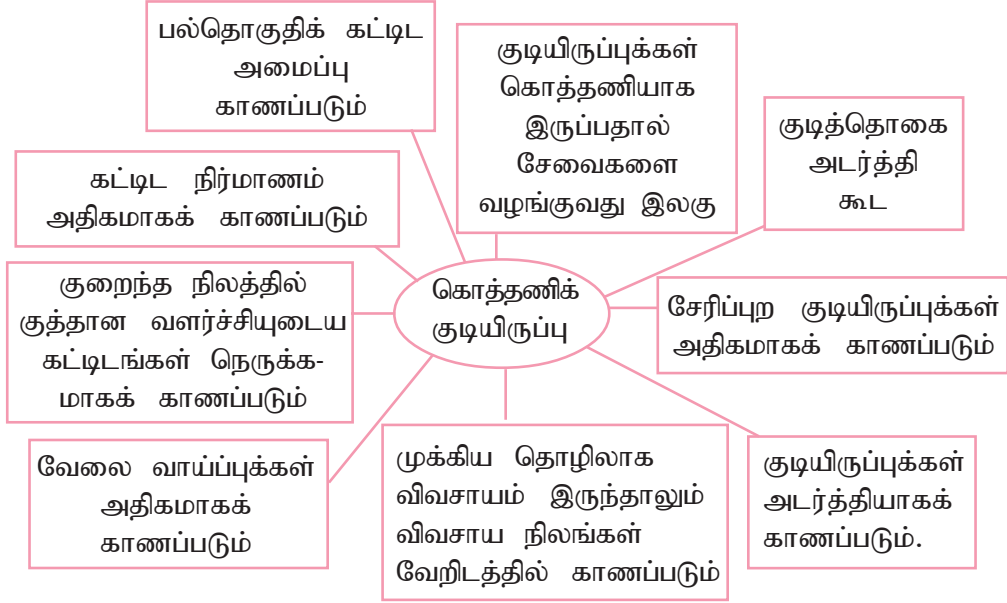 பல்தொகுதிக் கட்டிட
அமைப்பு
காணப்படும்
குடியிருப்புக்கள்
கொத்தணியாக
இருப்பதால்
சேவைகளை
வழங்குவது இலகு
குடித்தொகை
அடர்த்தி
கூட
கட்டிட நிர்மாணம்
அதிகமாகக் காணப்படும்
குறைந்த நிலத்தில்
குத்தான வளர்ச்சியுடைய
கட்டிடங்கள் நெருக்க-
மாகக் காணப்படும்
கொத்தணிக்
குடியிருப்பு
சேரிப்புற குடியிருப்புக்கள்
அதிகமாகக் காணப்படும்
வேலை வாய்ப்புக்கள்
அதிகமாகக்
காணப்படும்
முக்கிய தொழிலாக
விவசாயம் இருந்தாலும்
விவசாய நிலங்கள்
வேறிடத்தில் காணப்படும்
குடியிருப்புக்கள்
அடர்த்தியாகக்
காணப்படும்.